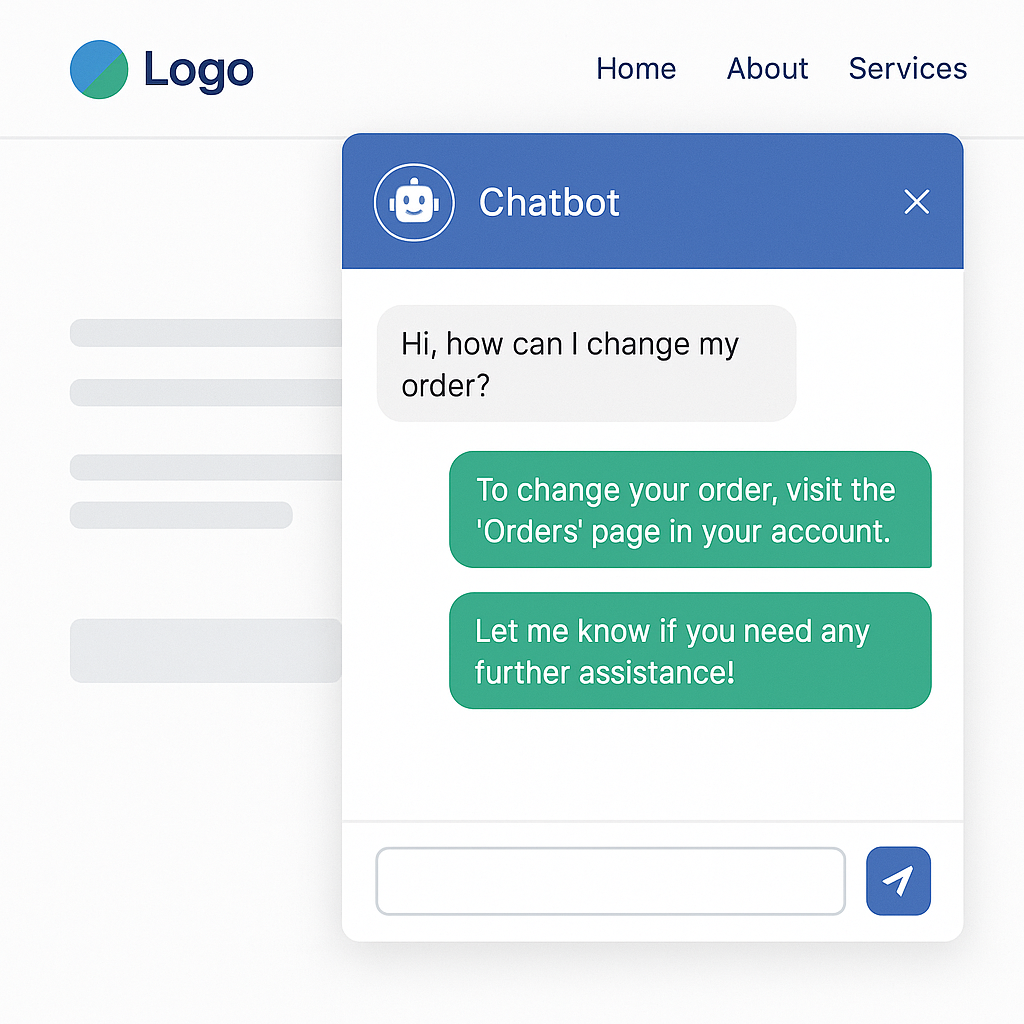 Logo
Home About Services
Chatbot
Hi, how can I change my
order?
To change your order, visit the
'Orders' page in your account.
Let me know if you need any
further assistance!